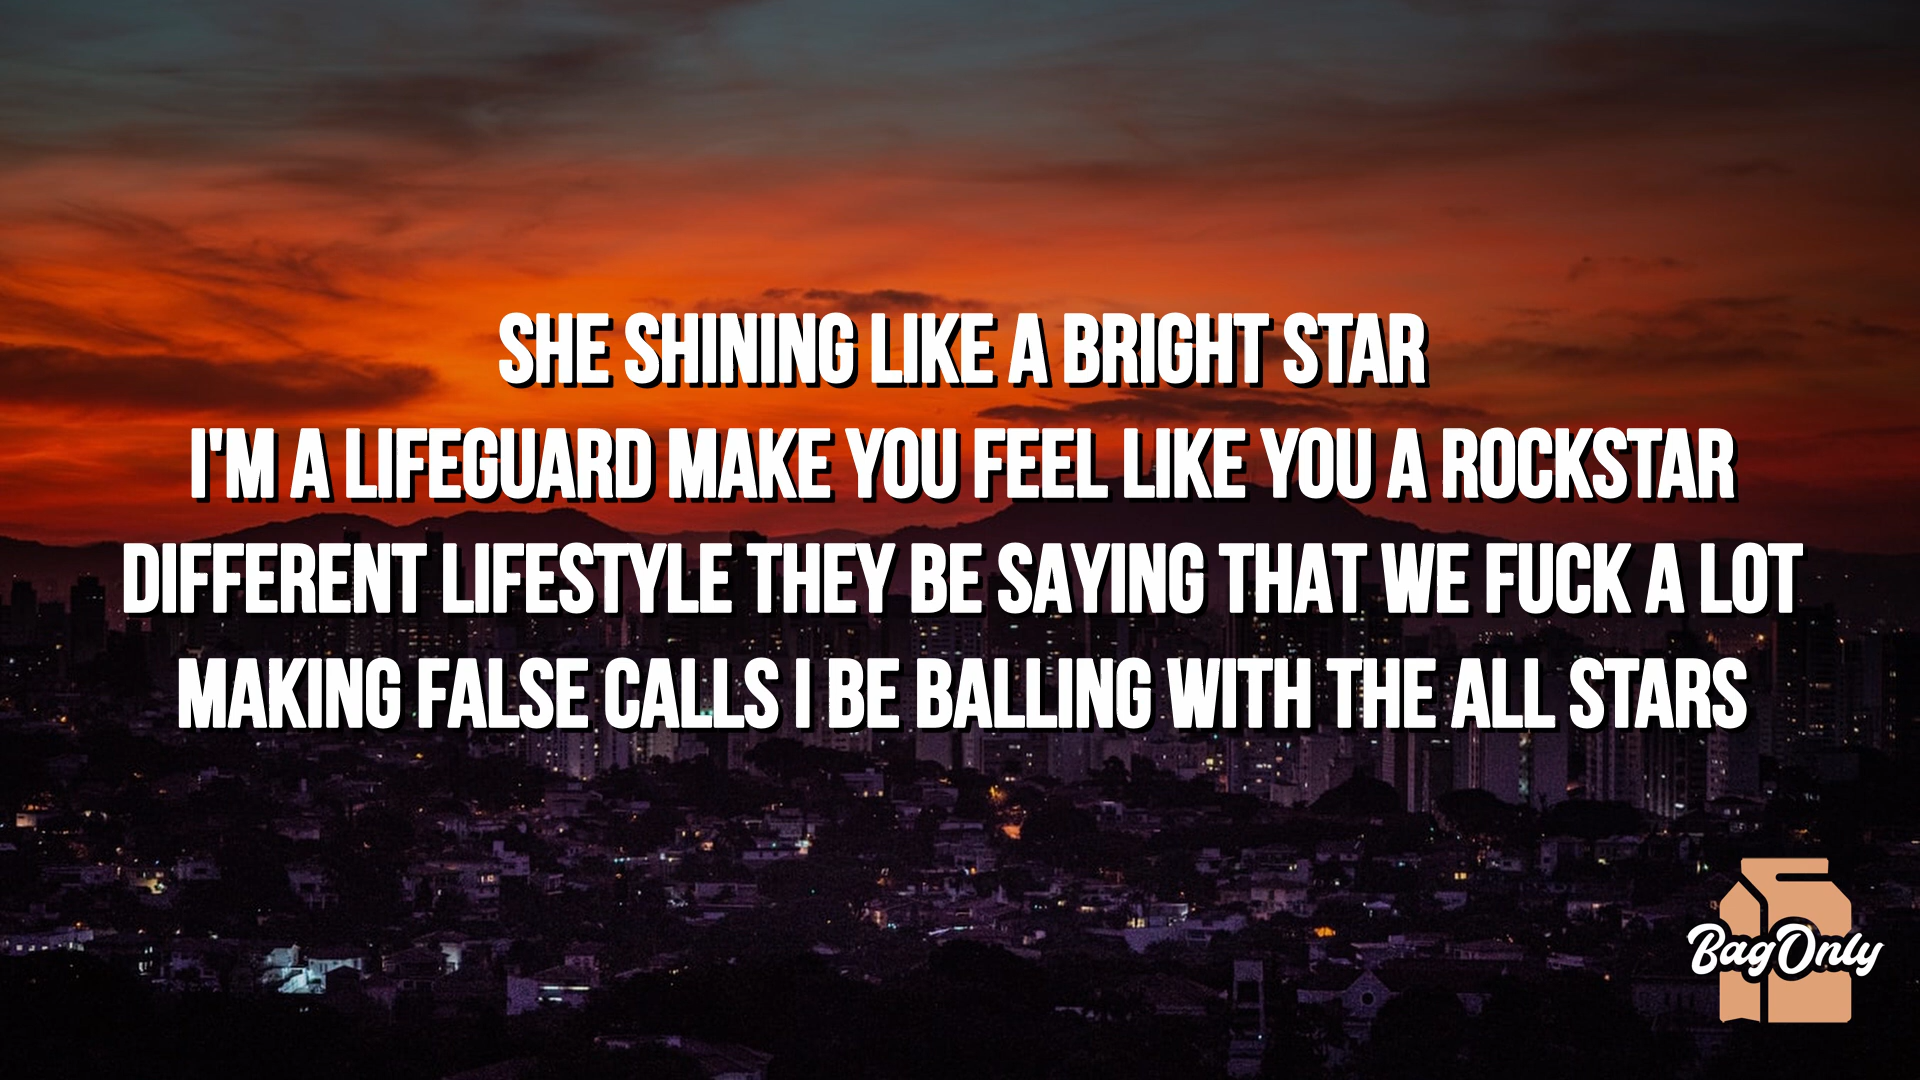 SHE SHINING LIKE A BRIGHT STAR
I'M A LIFEGUARD MAKE YOU FEEL LIKE YOU A ROCKSTAR
DIFFERENT LIFESTYLE THEY BE SAYING THAT WE FUCK A LOT
MAKING FALSE CALLS I BE BALLING WITH THE ALL STARS
BagOnly